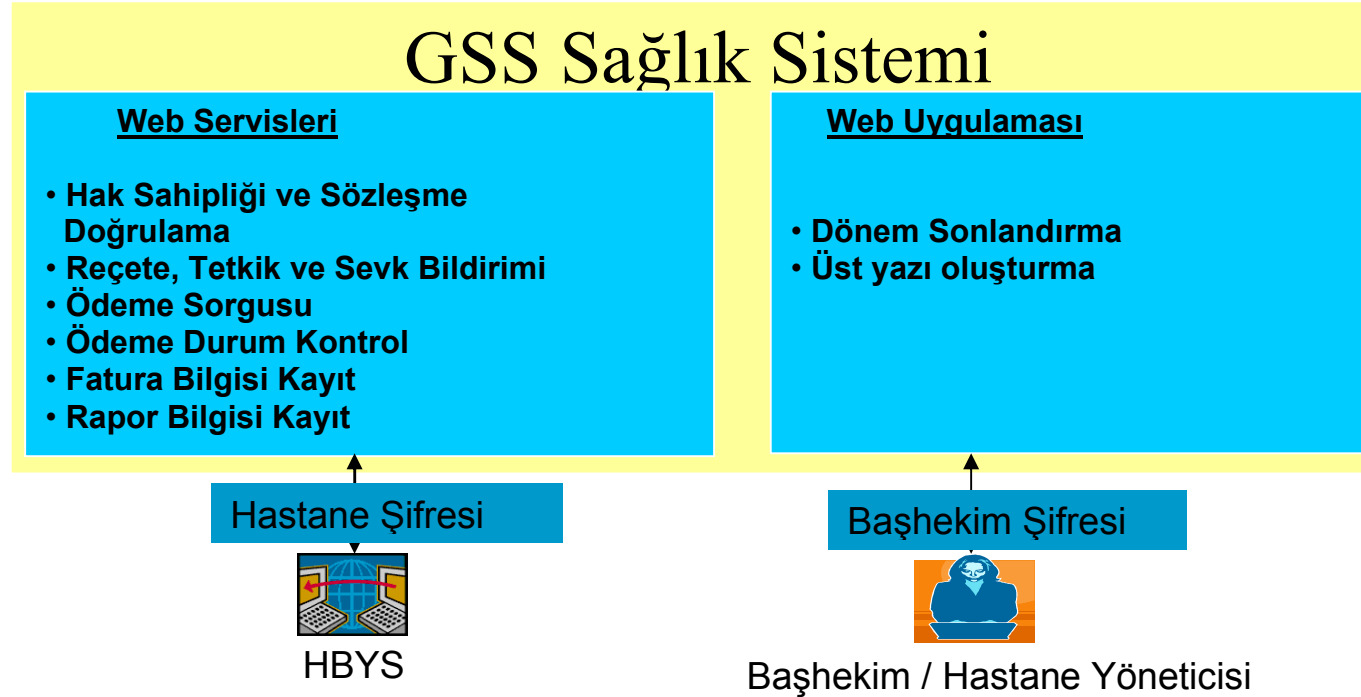 GSS Sağlık Sistemi
Web Servisleri
• Hak Sahipliği ve Sözleşme
Doğrulama
• Reçete, Tetkik ve Sevk Bildirimi
• Ödeme Sorgusu
• Ödeme Durum Kontrol
• Fatura Bilgisi Kayıt
• Rapor Bilgisi Kayıt
Web Uygulaması
• Dönem Sonlandırma
• Üst yazı oluşturma
Hastane Şifresi
HBYS
Başhekim Şifresi
Başhekim / Hastane Yöneticisi